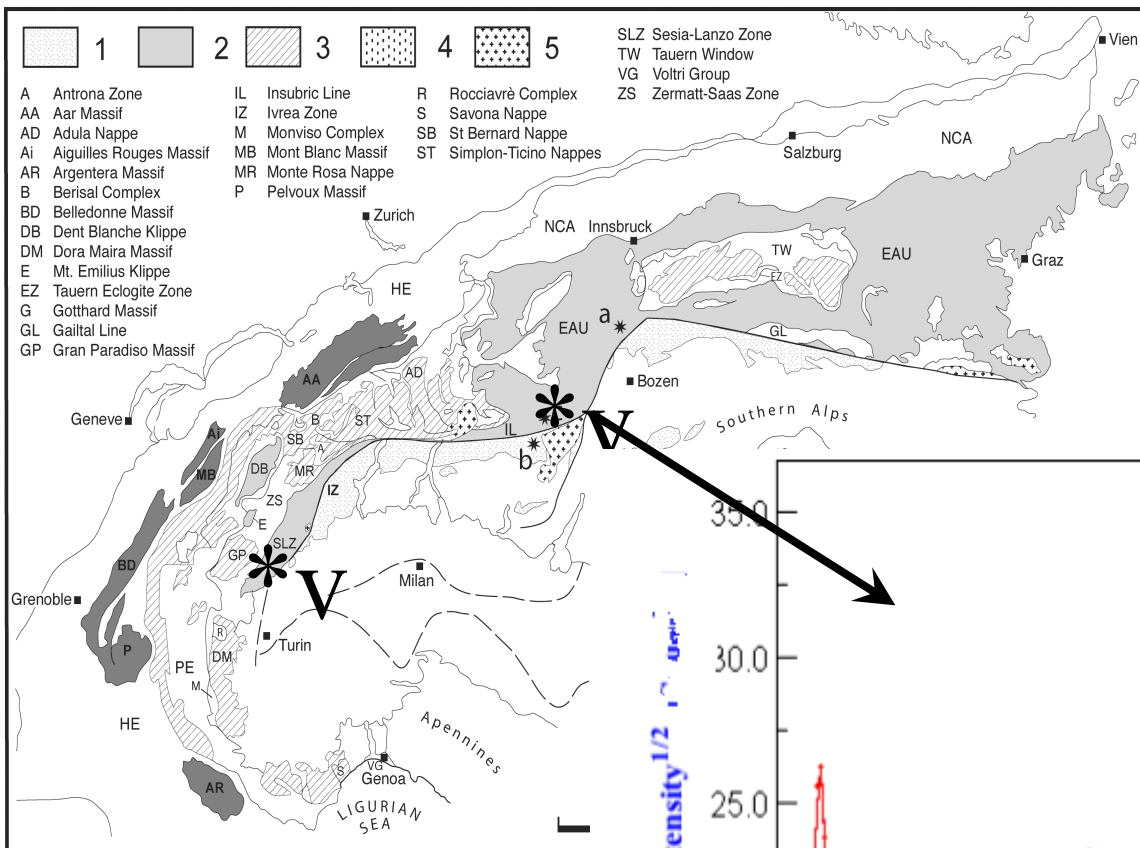 1 2 3 4 5
SLZ Sesia-Lanzo Zone
TW Tauern Window
VG Voltri Group
ZS Zermatt-Saas Zone
A Antrona Zone
AA Aar Massif
AD Adula Nappe
Ai Aiguilles Rouges Massif
AR Argentera Massif
B Berisal Complex
BD Belledonne Massif
DB Dent Blanche Klippe
DM Dora Maira Massif
E Mt. Emilius Klippe
EZ Tauern Eclogite Zone
G Gotthard Massif
GL Gailtal Line
GP Gran Paradiso Massif
IL Insubric Line
IZ Ivrea Zone
M Monviso Complex
MB Mont Blanc Massif
MR Monte Rosa Nappe
P Pelvoux Massif
R Rocciavrè Complex
S Savona Nappe
SB St Bernard Nappe
ST Simplon-Ticino Nappes
Vien
NCA
Salzburg
Zurich
NCA
Innsbruck
TW
EZ
EAU
Graz
HE
a
EAU
GL
Bozen
AD
AA
Geneve
Southern Alps
B
ST
IL
V
Ai
SB
A
b
MB
DB
MR
IZ
ZS
E
35.0
SLZ
GP
BD
V
Milan
Grenoble
R
Turin
P
PE
DM
30.0
M
HE
Apennines
ensity1/2
S
VG
Genoa
AR
LIGURIAN
SEA
25.0